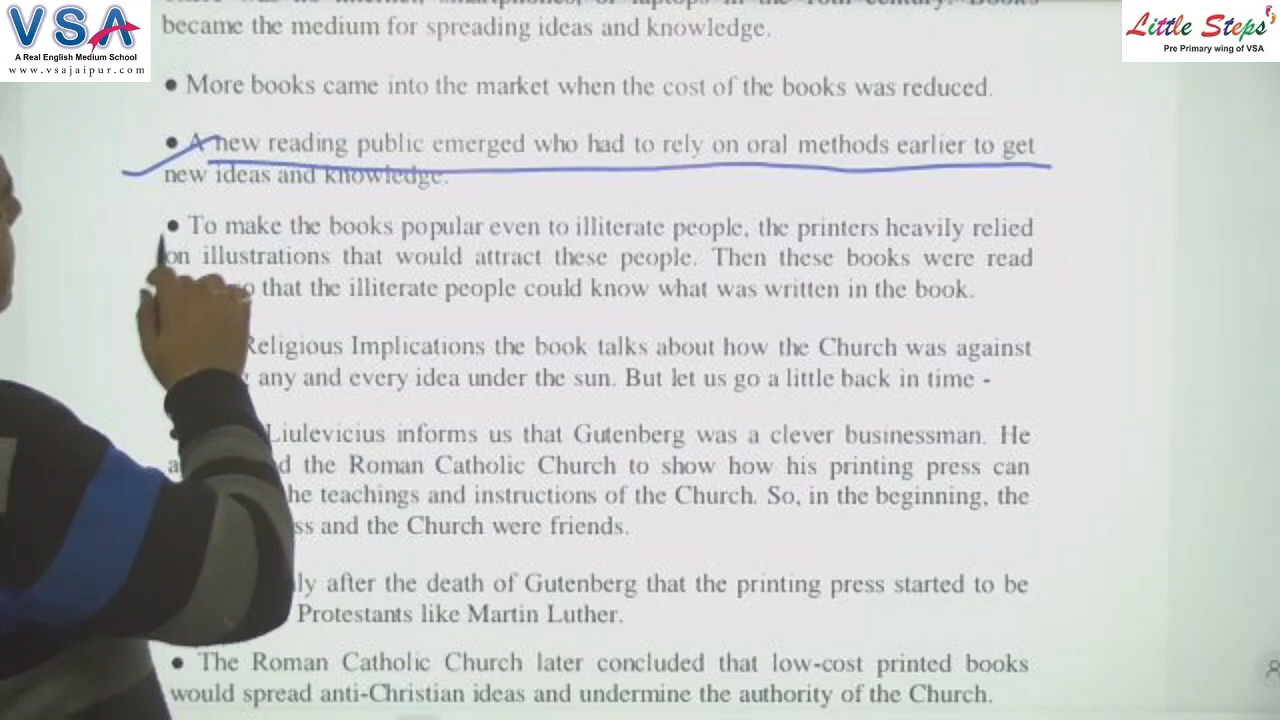 VSA
A Real English Medium School
www.vsajaipur.com
Little Steps
Pre Primary wing of VSA
became the medium for spreading ideas and knowledge.
• More books came into the market when the cost of the books was reduced.
• A new reading public emerged who had to rely on oral methods earlier to get
new ideas and knowledge.
• To make the books popular even to illiterate people, the printers heavily relied
on illustrations that would attract these people. Then these books were read
that the illiterate people could know what was written in the book.
Religious Implications the book talks about how the Church was against
any and every idea under the sun. But let us go a little back in time -
Liulevicius informs us that Gutenberg was a clever businessman. He
the Roman Catholic Church to show how his printing press can
teachings and instructions of the Church. So, in the beginning, the
and the Church were friends.
after the death of Gutenberg that the printing press started to be
Protestants like Martin Luther.
• The Roman Catholic Church later concluded that low-cost printed books
would spread anti-Christian ideas and undermine the authority of the Church.